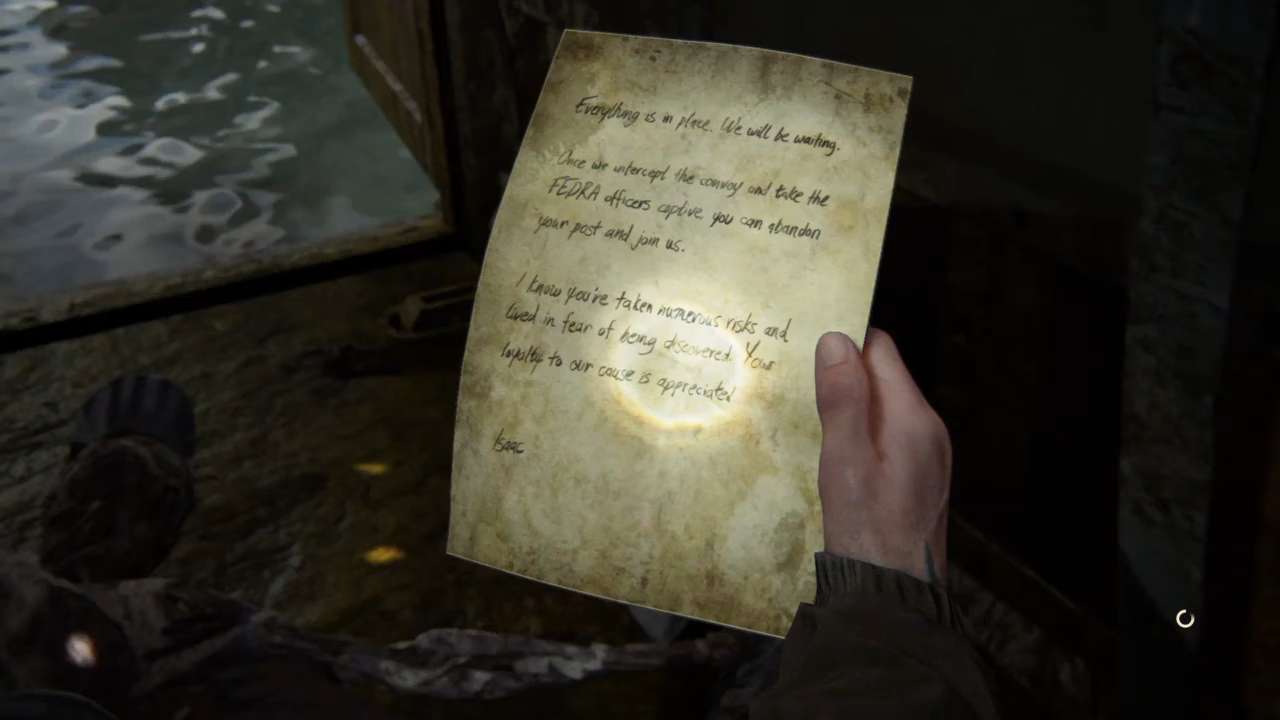 Everything is in place. We will be waiting.
Once we intercept the convoy and take the
FEDRA officers captive, you can abandon
your post and join us.
I know you're taken numerous risks and
lived in fear of being discovered. Your
loyalty to our cause is appreciated.
Isaac